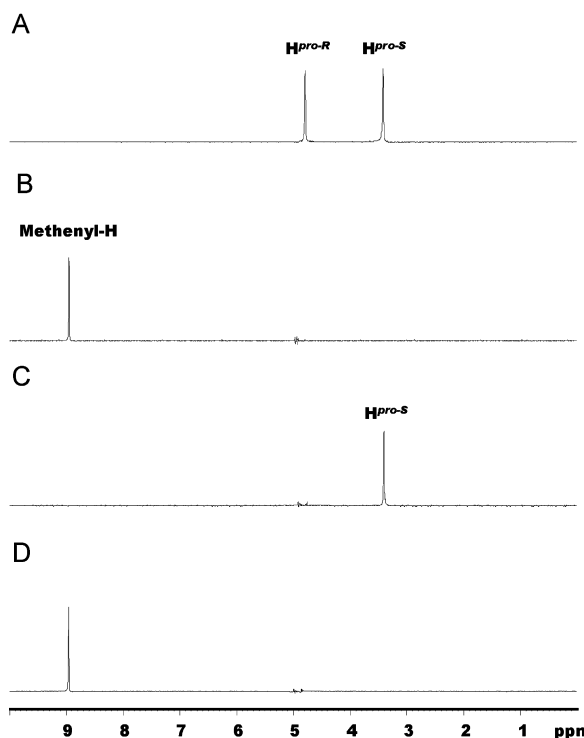 A
H^pro-R H^pro-S
B
Methenyl-H
C
H^pro-S
D
9 8 7 6 5 4 3 2 1 ppm